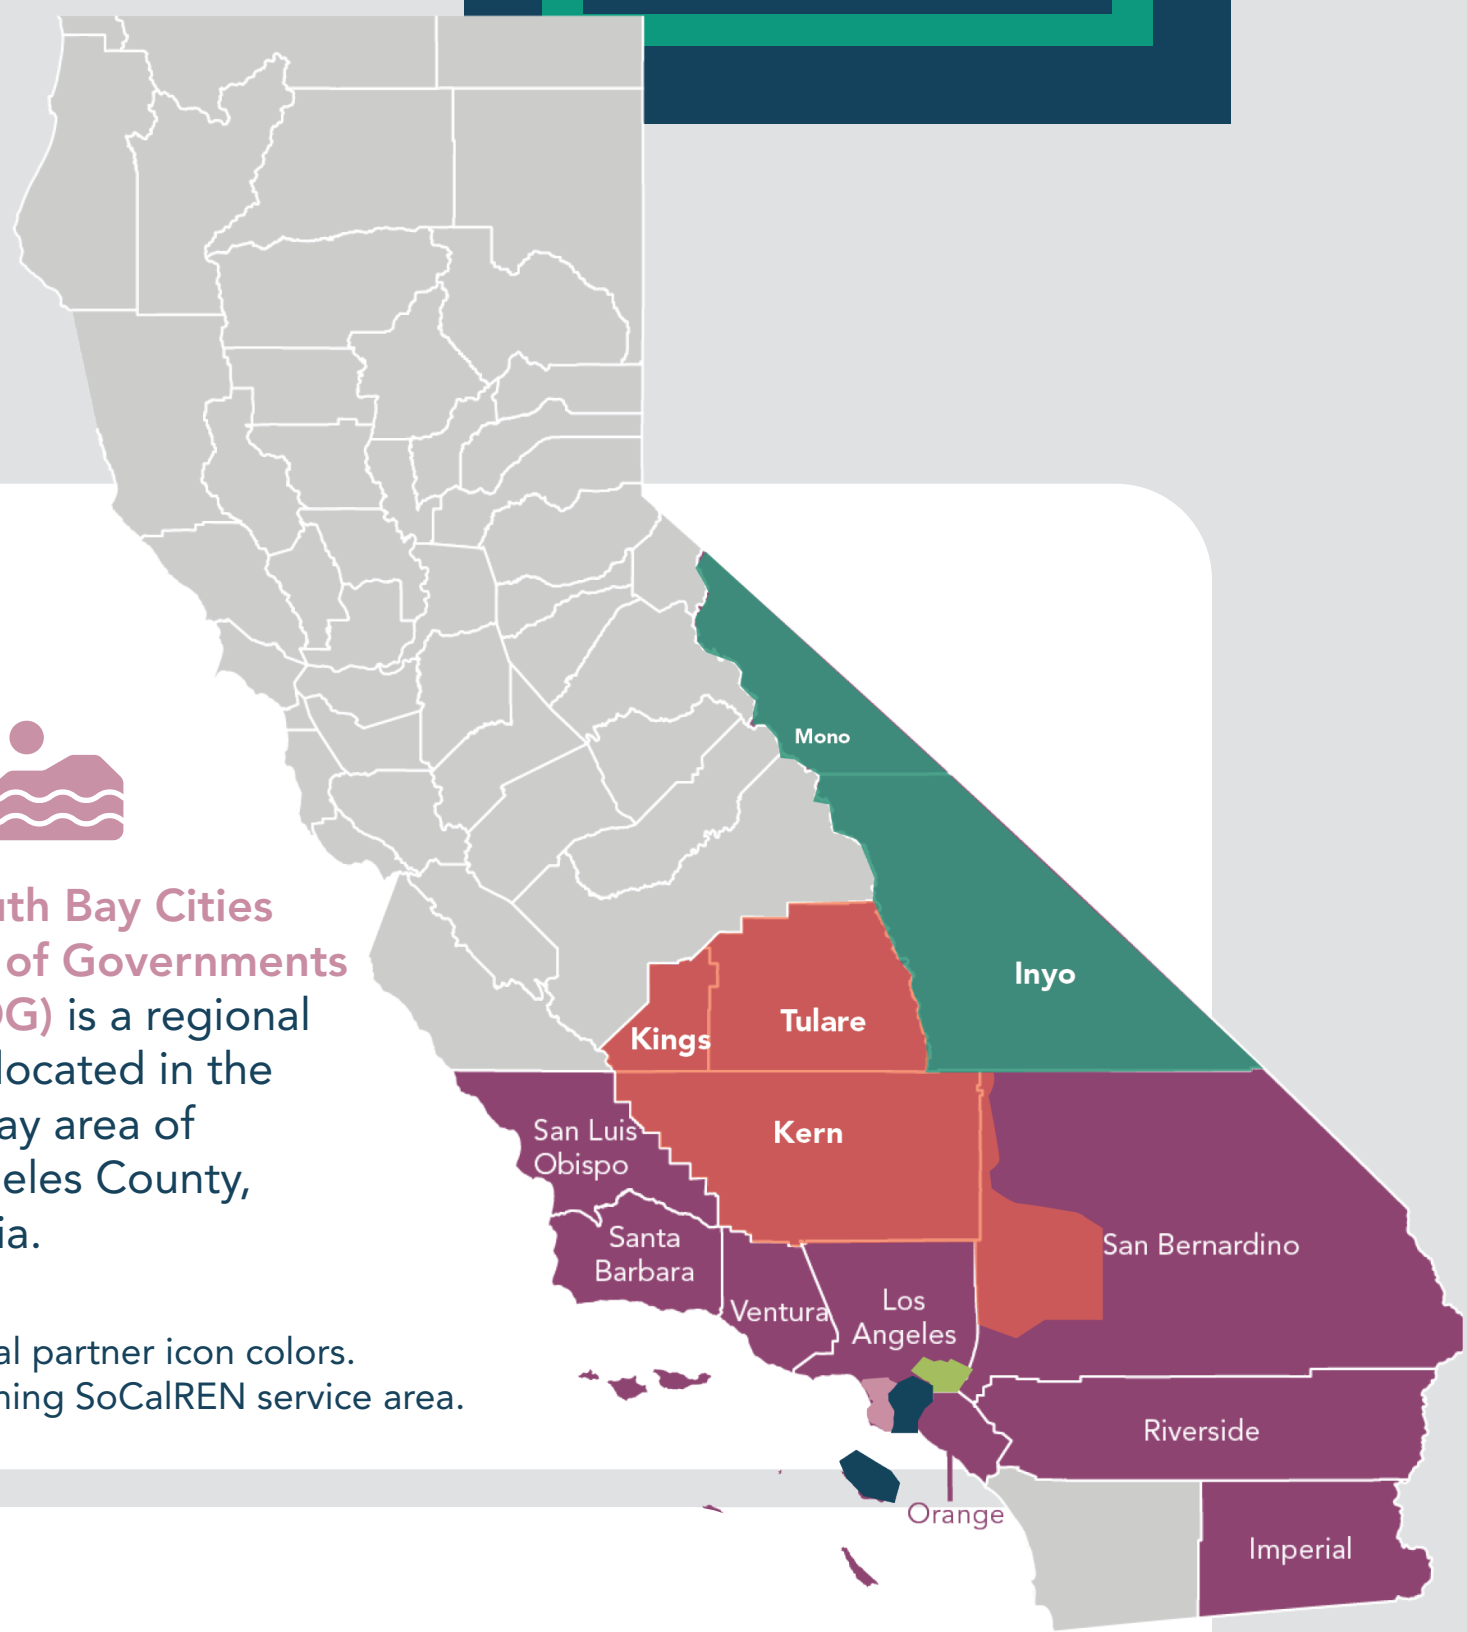 Mono
Inyo
Tulare
Kings
Kern
San Luis
Obispo
Santa
Barbara
Ventura
Los
Angeles
San Bernardino
Riverside
Orange
Imperial
uth Bay Cities
of Governments
OG) is a regional
located in the
ay area of
eles County,
ia.
al partner icon colors.
ning SoCalREN service area.